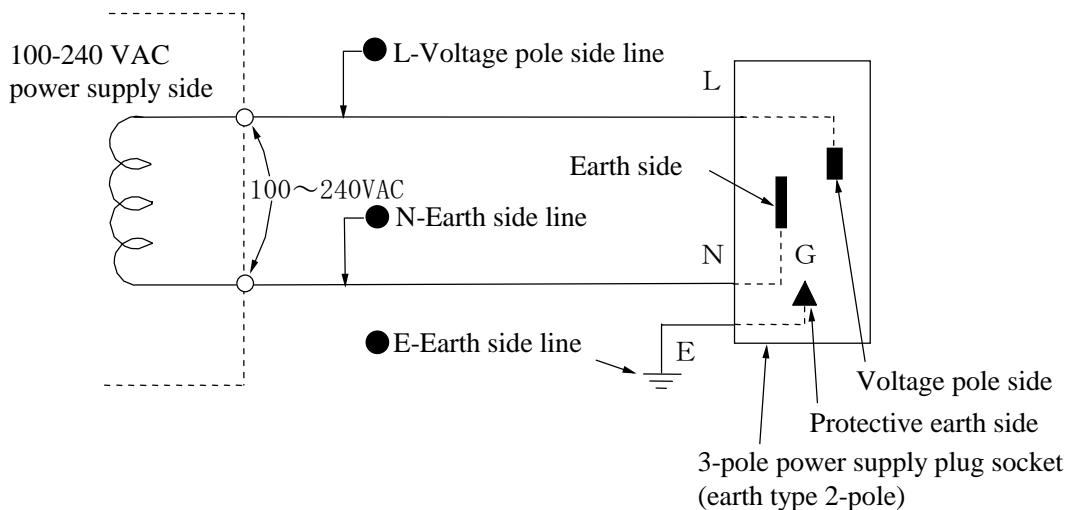 100-240 VAC
power supply side
L-Voltage pole side line
L
Earth side
100～240VAC
N-Earth side line
N
G
E-Earth side line
E
Voltage pole side
Protective earth side
3-pole power supply plug socket
(earth type 2-pole)